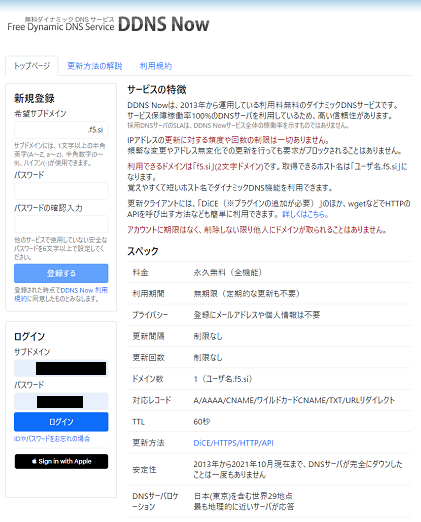 無料ダイナミック DNS サービス
Free Dynamic DNS Service DDNS Now
トップページ
更新方法の解説
利用規約
新規登録
希望サブドメイン
.f5.si
サブドメインには、1文字以上の半角
英字(A～Z, a～z)、半角数字(0～
9)、ハイフン(-)が使用できます。
パスワード
パスワードの確認入力
他のサービスで使用していない安全な
パスワードを6文字以上で設定してく
ださい。
登録する
登録された時点でDDNS Now 利用
規約に同意したものとみなします。
ログイン
サブドメイン
パスワード
ログイン
IDやパスワードをお忘れの場合
Sign in with Apple
サービスの特徴
DDNS Nowは、2013年から運用している利用料無料のダイナミックDNSサービスです。
サービス保障稼働率100%のDNSサーバを利用しているため、高い信頼性があります。
採用DNSサーバのSLAは、DDNS Nowサービス全体の稼働率を示すものではありません。
IPアドレスの更新に対する頻度や回数の制限は一切ありません。
頻繁な変更やアドレス無変化での更新を行っても要求がブロックされることはありません。
利用できるドメインは「f5.si」(2文字ドメイン)です。取得できるホスト名は「ユーザ名.f5.si」に
なります。
覚えやすくて短いホスト名でダイナミックDNS機能を利用できます。
更新クライアントには、「DiCE（※プラグインの追加が必要）」のほか、wgetなどでHTTPの
APIを呼び出す方法なども簡単に利用できます。 詳しくはこちら。
アカウントに期限はなく、削除しない限り他人にドメインが取られることはありません。
スペック
料金 永久無料（全機能）
利用期間 無期限（定期的な更新も不要）
プライバシー 登録にメールアドレスや個人情報は不要
更新間隔 制限なし
更新回数 制限なし
ドメイン数 1（ユーザ名.f5.si）
対応レコード A/AAAA/CNAME/ワイルドカードCNAME/TXT/URLリダイレクト
TTL 60秒
更新方法 DiCE/HTTPS/HTTP/API
安定性 2013年から2021年10月現在まで、DNSサーバが完全にダウンした
ことは一度もありません
DNSサーバロケ
ーション
日本(東京)を含む世界29地点
最も地理的に近いサーバが応答